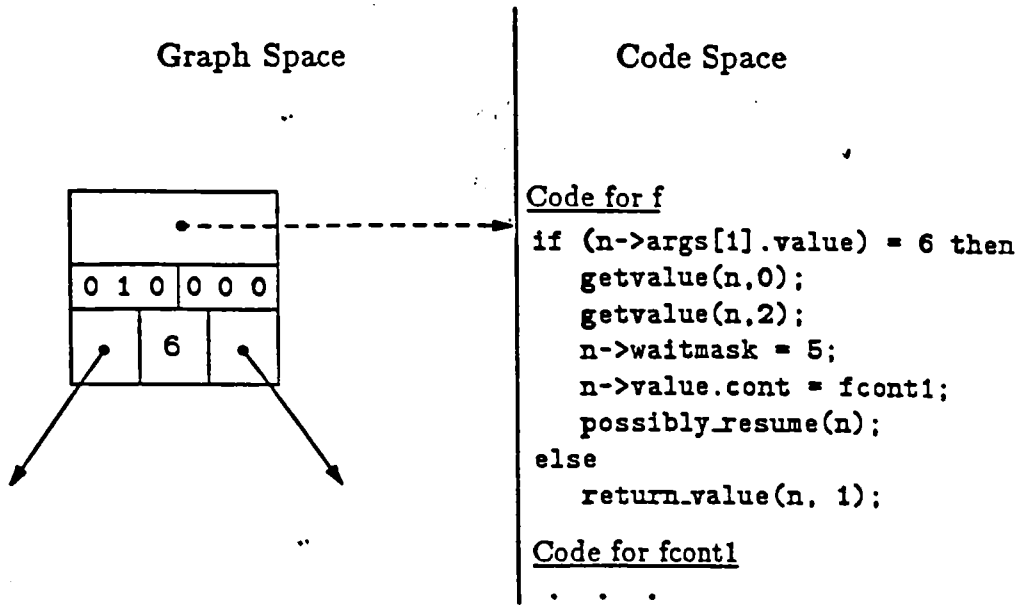 Graph Space
0 1 0 0 0 0
6
Code Space
Code for f
if (n->args[1].value) = 6 then
getvalue(n,0);
getvalue(n,2);
n->waitmask = 5;
n->value.cont = fcont1;
possibly_resume(n);
else
return_value(n, 1);
Code for fcont1
. . .